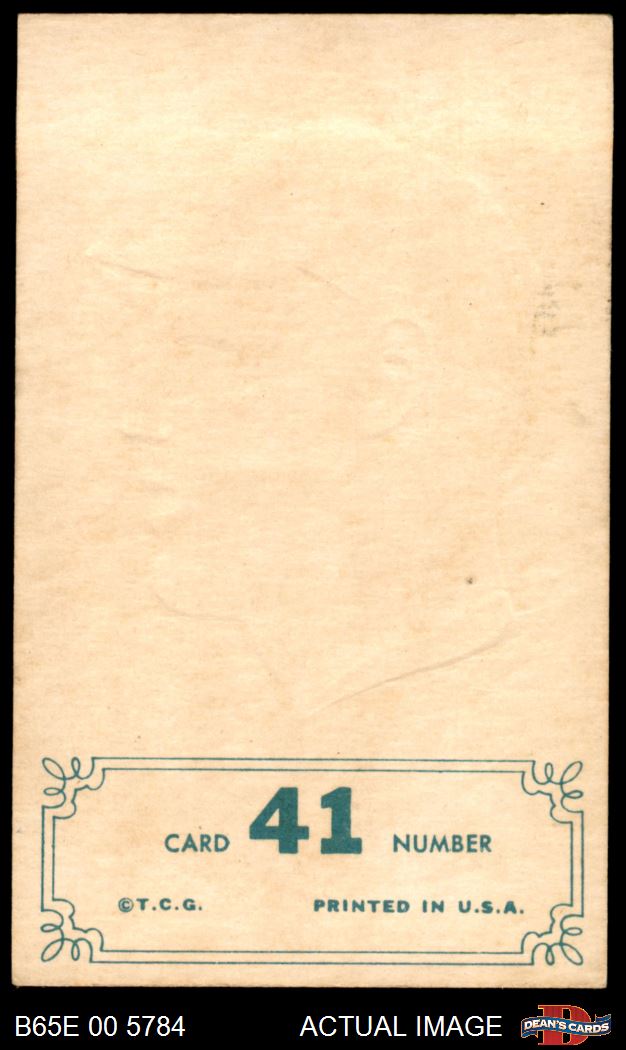 CARD 41 NUMBER
©T.C.G. PRINTED IN U.S.A.
B65E 00 5784 ACTUAL IMAGE DEAN'S CARDS